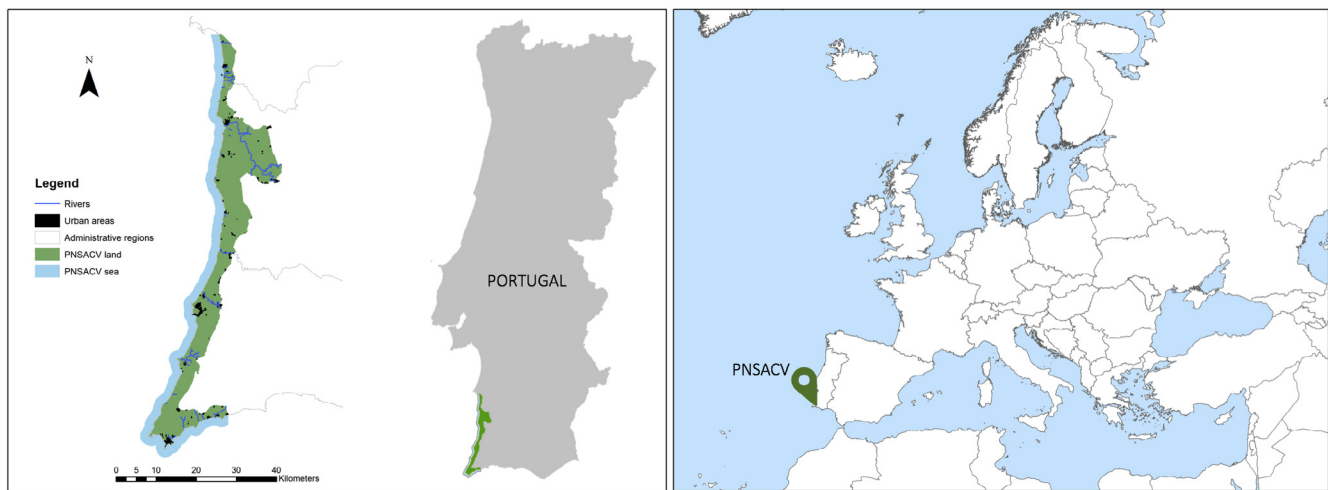 N
Legend
Rivers
Urban areas
Administrative regions
PNSACV land
PNSACV sea
0 5 10 20 30 40
Kilometers
PORTUGAL
PNSACV